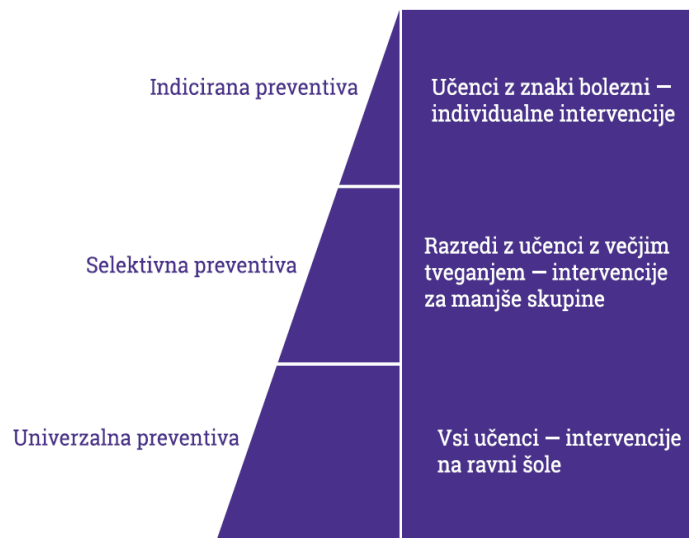 Indicirana preventiva
Učenci z znaki bolezni —
individualne intervencije
Selektivna preventiva
Razredi z učenci z večjim
tveganjem — intervencije
za manjše skupine
Univerzalna preventiva
Vsi učenci — intervencije
na ravni šole